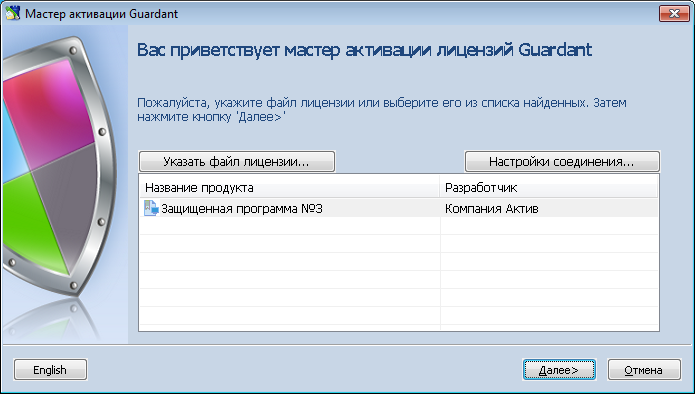 Мастер активации Guardant
Вас приветствует мастер активации лицензий Guardant
Пожалуйста, укажите файл лицензии или выберите его из списка найденных. Затем
нажмите кнопку 'Далее>'
Указать файл лицензии...
Настройки соединения...
Название продукта
Разработчик
Защищенная программа №3
Компания Актив
English
Далее>
Отмена